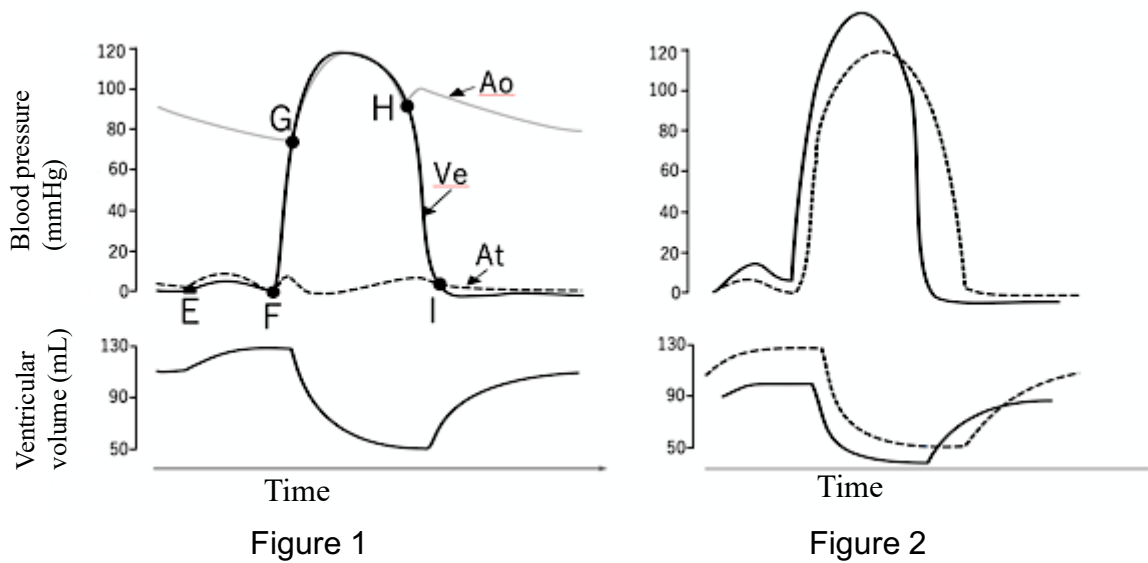 Blood pressure
(mmHg)
120
100
80
60
40
20
0
G
H
Ao
Ve
At
E
F
I
Ventricular
volume (mL)
130
90
50
Time
Figure 1
120
100
80
60
40
20
0
130
90
50
Time
Figure 2